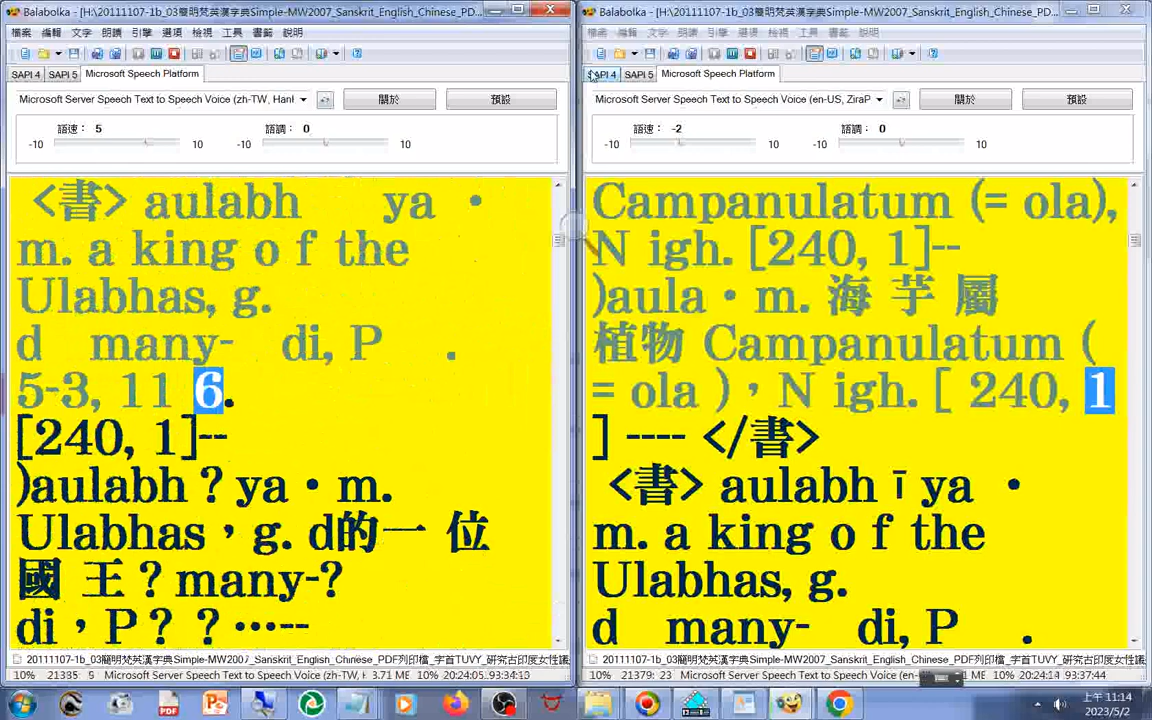 Balabolka - [H:\20111107-1b_03簡明梵英漢字典Simple-MW2007_Sanskrit_English_Chinese_PD...
檔案 編輯 文字 朗讀 引擎 選項 檢視 工具 書籤 說明
SAPI 4 SAPI 5 Microsoft Speech Platform
Microsoft Server Speech Text to Speech Voice (zh-TW, Hanl
關於 預設
語速： 5 語調： 0
-10 10 -10 10
<書> aulabh ya •
m. a king o f the
Ulabhas, g.
d many- di, P .
5-3, 11 6.
[240, 1]--
)aulabh？ya • m.
Ulabhas，g. d的一 位
國 王？many-?
di，P？？…--
20111107-1b_03簡明梵英漢字典Simple-MW2007_Sanskrit_English_Chinese_PDF列印檔_字首TUVY_研究古印度女性議
10% 21335: 5 Microsoft Server Speech Text to Speech Voice (zh-TW, H 3.71 ME 10% 20:24:05_93:34:13
Balabolka - [H:\20111107-1b_03簡明梵英漢字典Simple-MW2007_Sanskrit_English_Chinese_PD...
檔案 編輯 文字 朗讀 引擎 選項 檢視 工具 書籤 說明
SAPI 4 SAPI 5 Microsoft Speech Platform
Microsoft Server Speech Text to Speech Voice (en-US, ZiraP
關於 預設
語速： -2 語調： 0
-10 10 -10 10
Campanulatum (= ola),
N igh. [240, 1]--
)aula • m. 海 芋 屬
植物 Campanulatum (
= ola )，N igh. [ 240, 1
] ---- </書>
<書> aulabh ī ya •
m. a king o f the
Ulabhas, g.
d many- di, P .
20111107-1b_03簡明梵英漢字典Simple-MW2007_Sanskrit_English_Chinese_PDF列印檔_字首TUVY_研究古印度女性議
10% 21379: 23 Microsoft Server Speech Text to Speech Voice 10% 20:24:14_93:37:44
上午 11:14
2023/5/2